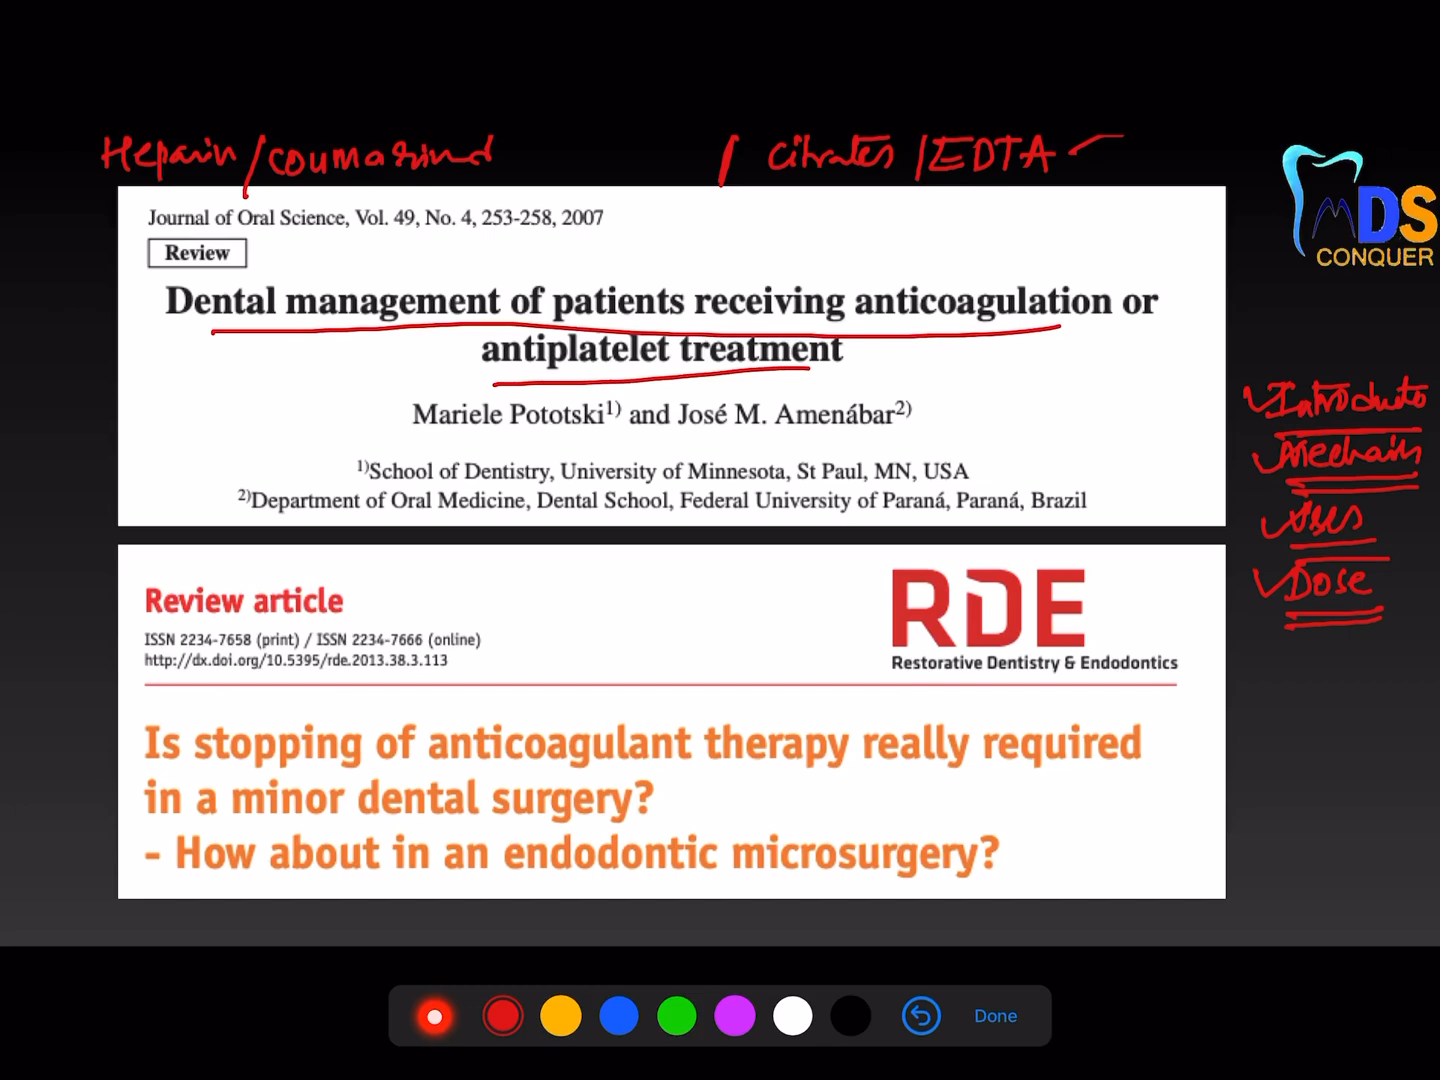 Heparin / coumarind / citrates / EDTA
Journal of Oral Science, Vol. 49, No. 4, 253-258, 2007
Review
Dental management of patients receiving anticoagulation or
antiplatelet treatment
Mariele Pototski1) and José M. Amenábar2)
1)School of Dentistry, University of Minnesota, St Paul, MN, USA
2)Department of Oral Medicine, Dental School, Federal University of Paraná, Paraná, Brazil
MDS
CONQUER
Introducto
Mechais
Uses
Dose
Review article
ISSN 2234-7658 (print) / ISSN 2234-7666 (online)
http://dx.doi.org/10.5395/rde.2013.38.3.113
RDE
Restorative Dentistry & Endodontics
Is stopping of anticoagulant therapy really required
in a minor dental surgery?
- How about in an endodontic microsurgery?
Done